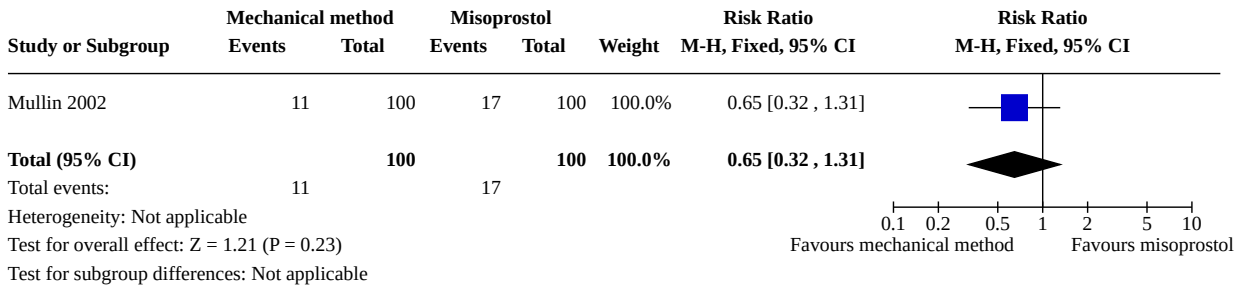 Mechanical method Misoprostol Risk Ratio Risk Ratio
Study or Subgroup Events Total Events Total Weight M-H, Fixed, 95% CI M-H, Fixed, 95% CI
Mullin 2002 11 100 17 100 100.0% 0.65 [0.32 , 1.31]
Total (95% CI) 100 100 100.0% 0.65 [0.32 , 1.31]
Total events: 11 17
Heterogeneity: Not applicable
0.1 0.2 0.5 1 2 5 10
Test for overall effect: Z = 1.21 (P = 0.23) Favours mechanical method Favours misoprostol
Test for subgroup differences: Not applicable